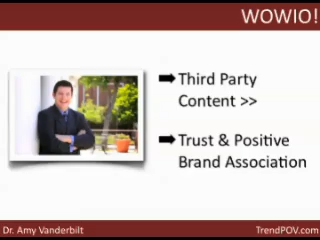 WOWIO!
Third Party
Content >>
Trust & Positive
Brand Association
Dr. Amy Vanderbilt
TrendPOV.com